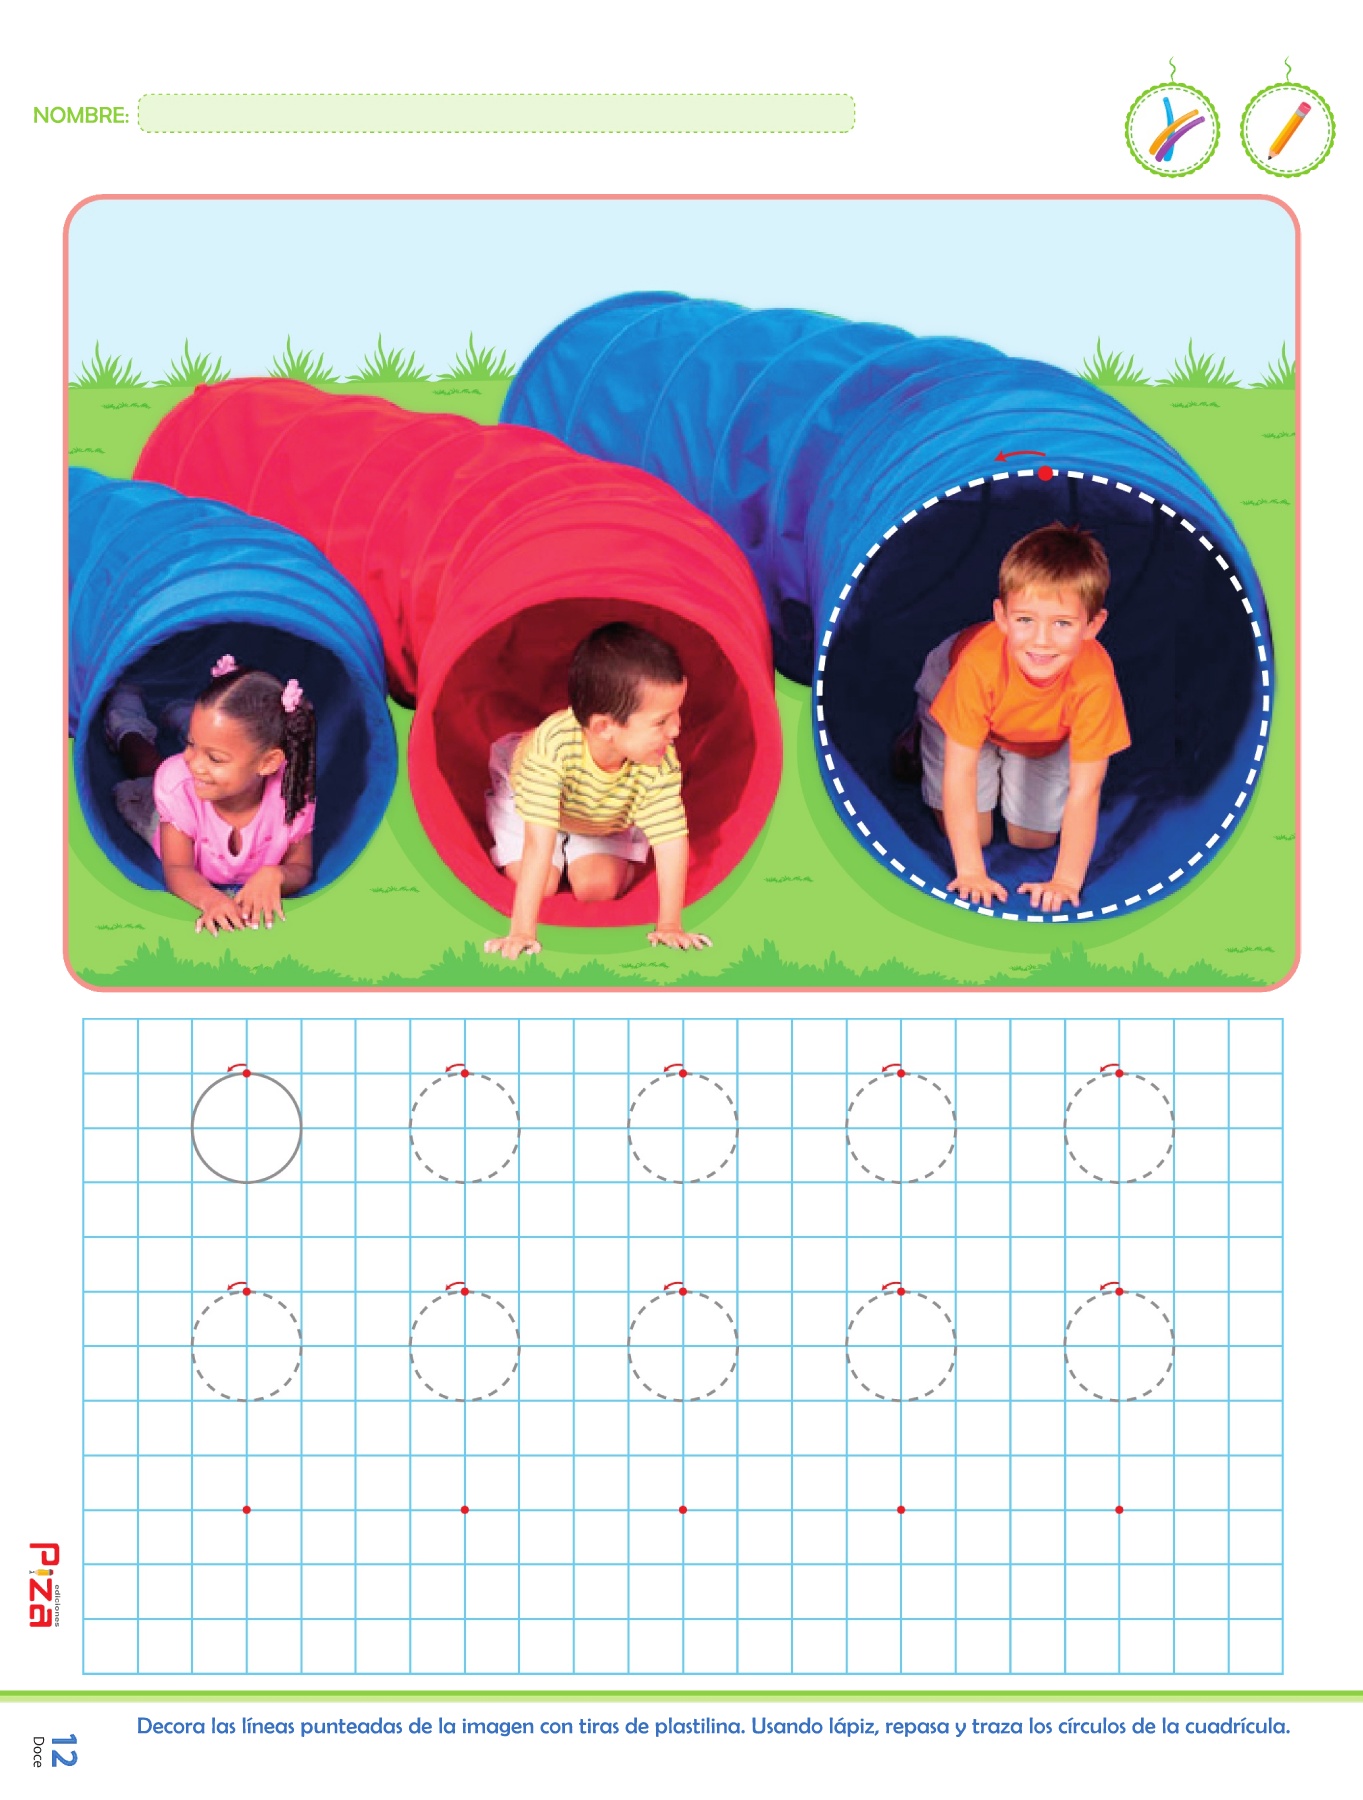 NOMBRE:
Piza
ediciones
Decora las líneas punteadas de la imagen con tiras de plastilina. Usando lápiz, repasa y traza los círculos de la cuadrícula.
12
Doce